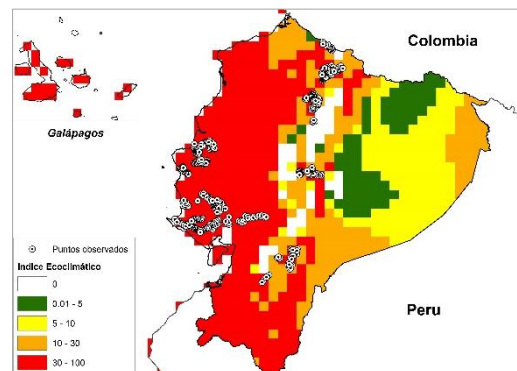 Colombia
Galápagos
Puntos observados
Indice Ecoclimático
0
0.01 - 5
5 - 10
10 - 30
30 - 100
Peru